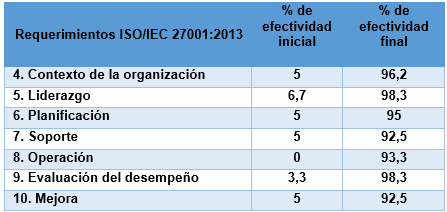 Requerimientos ISO/IEC 27001:2013 % de efectividad inicial % de efectividad final
4. Contexto de la organización 5 96,2
5. Liderazgo 6,7 98,3
6. Planificación 5 95
7. Soporte 5 92,5
8. Operación 0 93,3
9. Evaluación del desempeño 3,3 98,3
10. Mejora 5 92,5